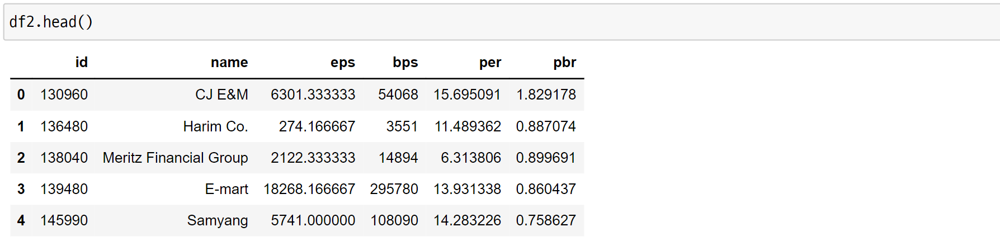 df2.head()
id name eps bps per pbr
0 130960 CJ E&M 6301.333333 54068 15.695091 1.829178
1 136480 Harim Co. 274.166667 3551 11.489362 0.887074
2 138040 Meritz Financial Group 2122.333333 14894 6.313806 0.899691
3 139480 E-mart 18268.166667 295780 13.931338 0.860437
4 145990 Samyang 5741.000000 108090 14.283226 0.758627